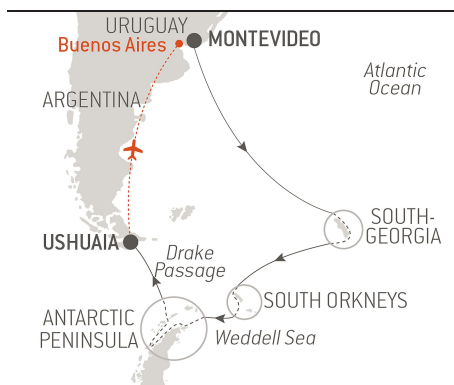 URUGUAY
Buenos Aires
MONTEVIDEO
Atlantic
Ocean
ARGENTINA
SOUTH-
GEORGIA
USHUAIA
Drake
Passage
SOUTH ORKNEYS
ANTARCTIC
PENINSULA
Weddell Sea